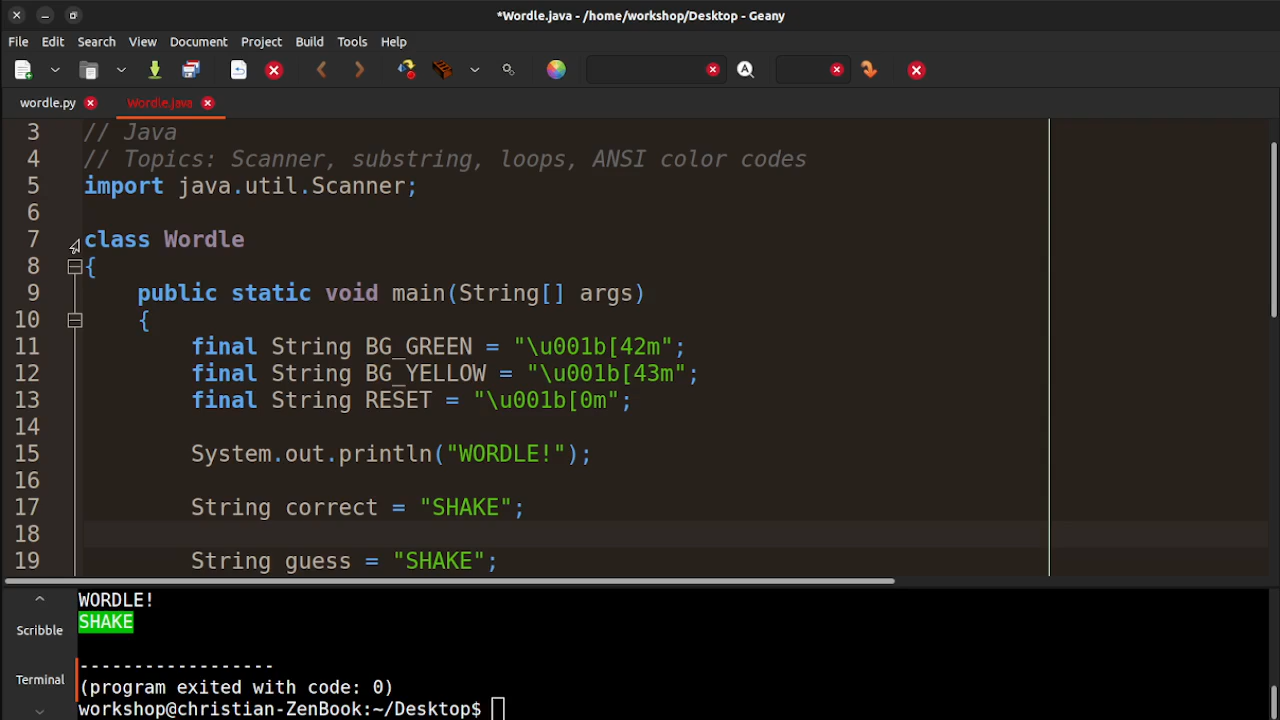 *Wordle.java - /home/workshop/Desktop - Geany
File Edit Search View Document Project Build Tools Help
wordle.py Wordle.java
3 // Java
4 // Topics: Scanner, substring, loops, ANSI color codes
5 import java.util.Scanner;
6
7 class Wordle
8 {
9 public static void main(String[] args)
10 {
11 final String BG_GREEN = "\u001b[42m";
12 final String BG_YELLOW = "\u001b[43m";
13 final String RESET = "\u001b[0m";
14
15 System.out.println("WORDLE!");
16
17 String correct = "SHAKE";
18
19 String guess = "SHAKE";
WORDLE!
Scribble
SHAKE
------------------
Terminal
(program exited with code: 0)
workshop@christian-ZenBook:~/Desktop$